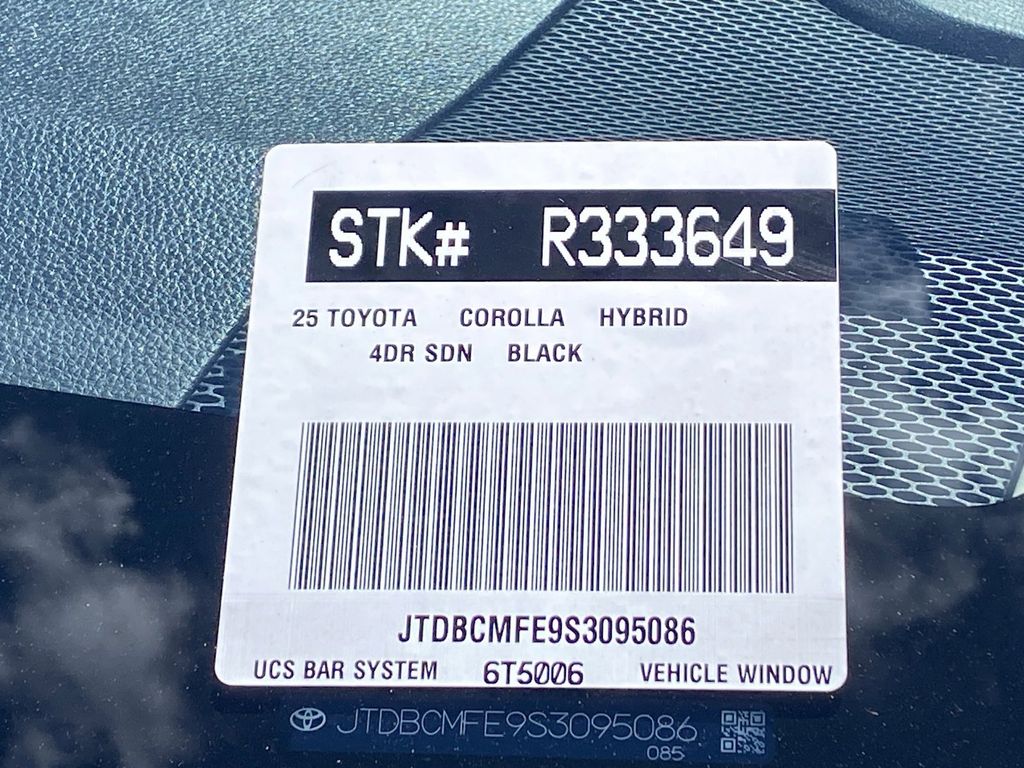 STK# R333649
25 TOYOTA COROLLA HYBRID
4DR SDN BLACK
JTDBCMFE9S3095086
UCS BAR SYSTEM 6T5006 VEHICLE WINDOW
JTDBCMFE9S3095086
085